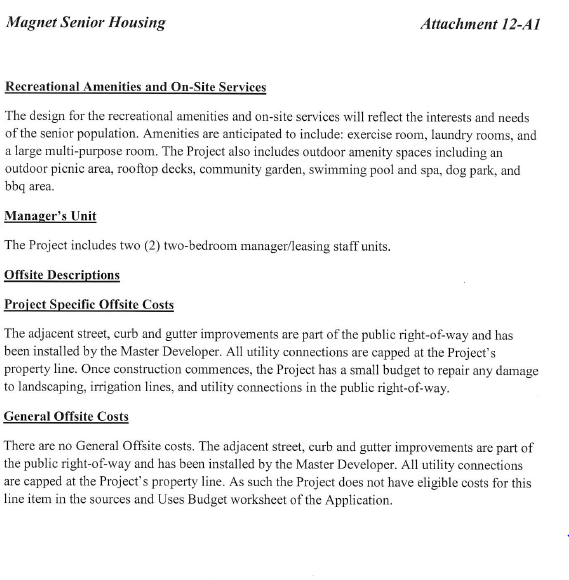 Magnet Senior Housing Attachment 12-A1
Recreational Amenities and On-Site Services
The design for the recreational amenities and on-site services will reflect the interests and needs
of the senior population. Amenities are anticipated to include: exercise room, laundry rooms, and
a large multi-purpose room. The Project also includes outdoor amenity spaces including an
outdoor picnic area, rooftop decks, community garden, swimming pool and spa, dog park, and
bbq area.
Manager's Unit
The Project includes two (2) two-bedroom manager/leasing staff units.
Offsite Descriptions
Project Specific Offsite Costs
The adjacent street, curb and gutter improvements are part of the public right-of-way and has
been installed by the Master Developer. All utility connections are capped at the Project's
property line. Once construction commences, the Project has a small budget to repair any damage
to landscaping, irrigation lines, and utility connections in the public right-of-way.
General Offsite Costs
There are no General Offsite costs. The adjacent street, curb and gutter improvements are part of
the public right-of-way and has been installed by the Master Developer. All utility connections
are capped at the Project's property line. As such the Project does not have eligible costs for this
line item in the sources and Uses Budget worksheet of the Application.